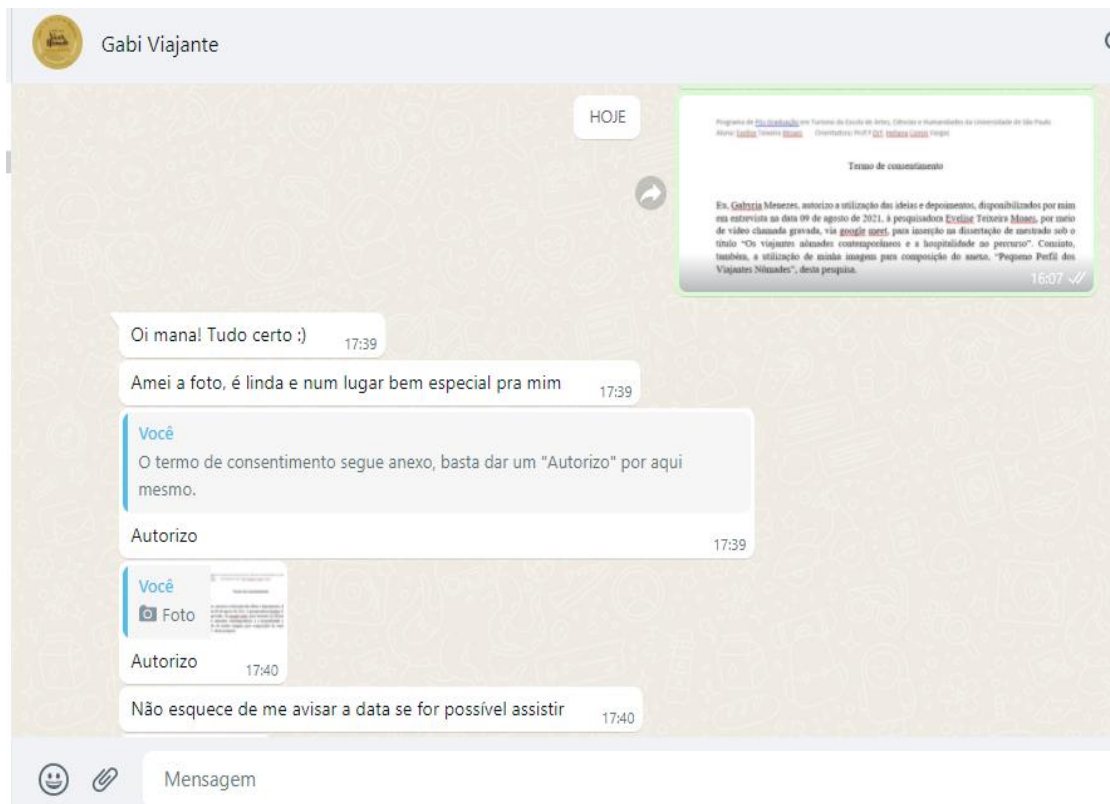 Gabi Viajante
HOJE
Programa de Pós Graduação em Turismo da Escola de Artes, Ciências e Humanidades da Universidade de São Paulo
Aluna: Evelise Teixeira Moses Orientadora:
Termo de consentimento
Eu, Gabyria Menezes, autorizo a utilização das ideias e depoimentos, disponibilizados por mim
em entrevista na data 09 de agosto de 2021, à pesquisadora Evelise Teixeira Moses, por meio
de vídeo chamada gravada, via google meet, para inserção na dissertação de mestrado sob o
título "Os viajantes nômades contemporâneos e a hospitalidade no percurso". Consinto,
também, a utilização de minha imagem para composição do anexo, "Pequeno Perfil dos
Viajantes Nômades", desta pesquisa.
16:07
Oi mana! Tudo certo :)
17:39
Amei a foto, é linda e num lugar bem especial pra mim
17:39
Você
O termo de consentimento segue anexo, basta dar um "Autorizo" por aqui
mesmo.
Autorizo
17:39
Você
Foto
Autorizo
17:40
Não esquece de me avisar a data se for possível assistir
17:40
Mensagem